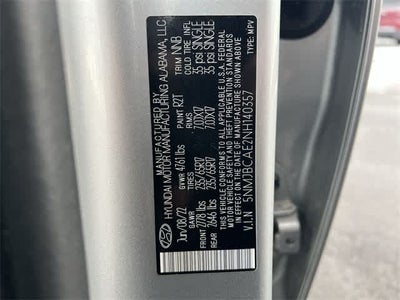 MANUFACTURED BY
HYUNDAI MOTOR MANUFACTURING ALABAMA, LLC.
Jun/08/22 GVWR 4761 lbs PAINT R2T TRIM NNB
GAWR TIRES RIMS COLD TIRE INFL.
FRONT 2778 lbs 235/65R17 7.0JX17 35 PSI SINGLE
REAR 2646 lbs 235/65R17 7.0JX17 35 PSI SINGLE
THIS VEHICLE CONFORMS TO ALL APPLICABLE U.S.A. FEDERAL
MOTOR VEHICLE SAFETY AND THEFT PREVENTION STANDARDS
IN EFFECT ON THE DATE OF MANUFACTURE SHOWN ABOVE.
V.I.N 5NMJBCAE2NH140357 TYPE: MPV